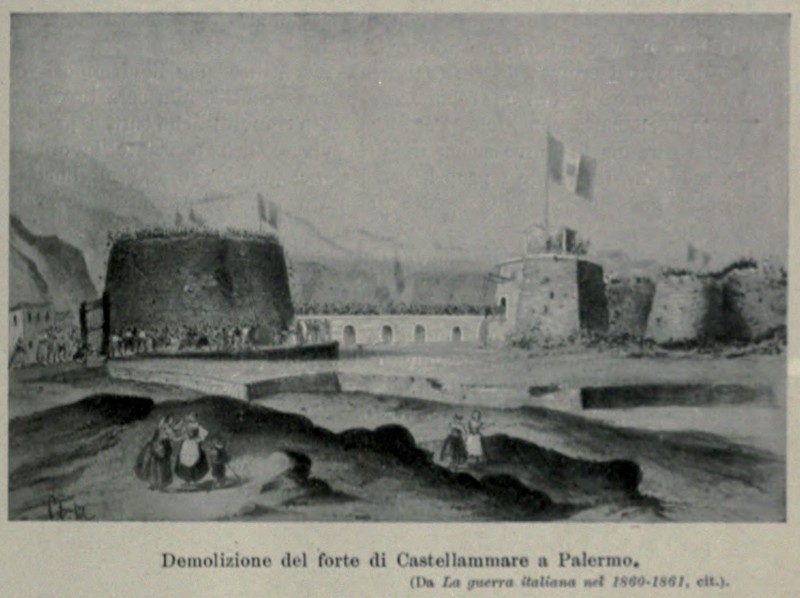 Demolizione del forte di Castellammare a Palermo.
(Da La guerra italiana nel 1860-1861, cit.).